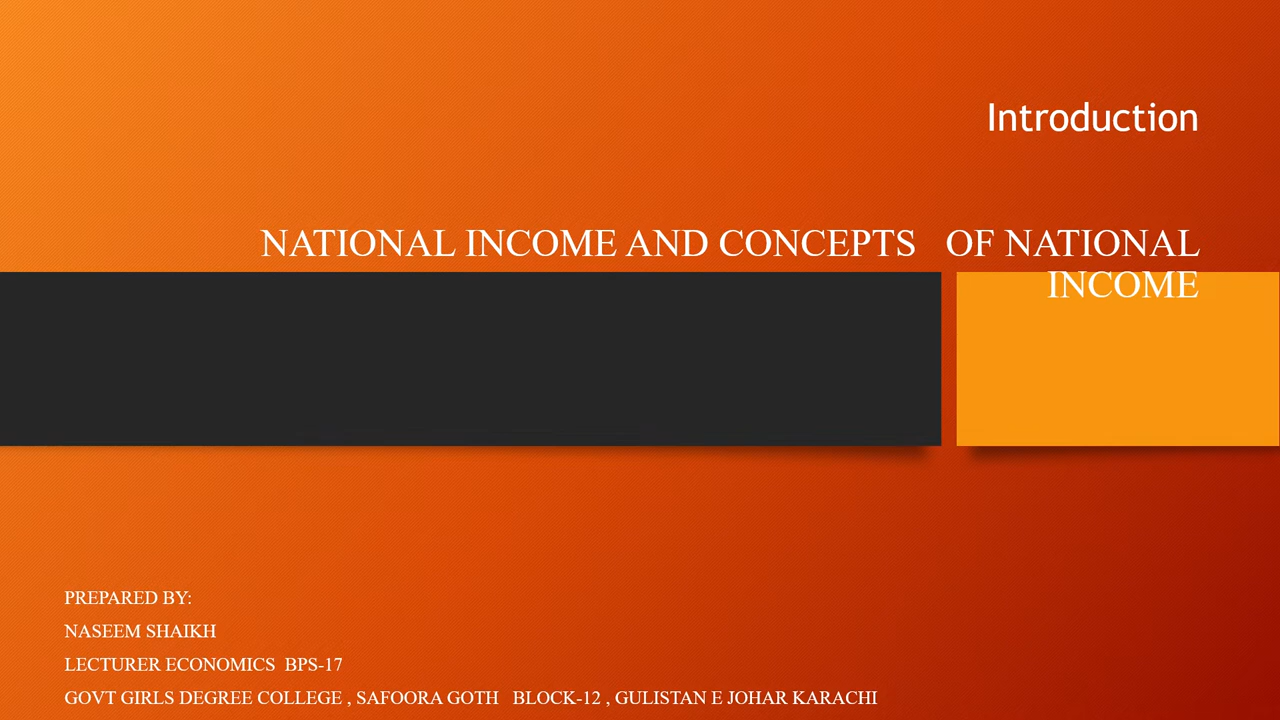 Introduction
NATIONAL INCOME AND CONCEPTS   OF NATIONAL
INCOME
PREPARED BY:
NASEEM SHAIKH
LECTURER ECONOMICS  BPS-17
GOVT GIRLS DEGREE COLLEGE , SAFOORA GOTH   BLOCK-12 , GULISTAN E JOHAR KARACHI